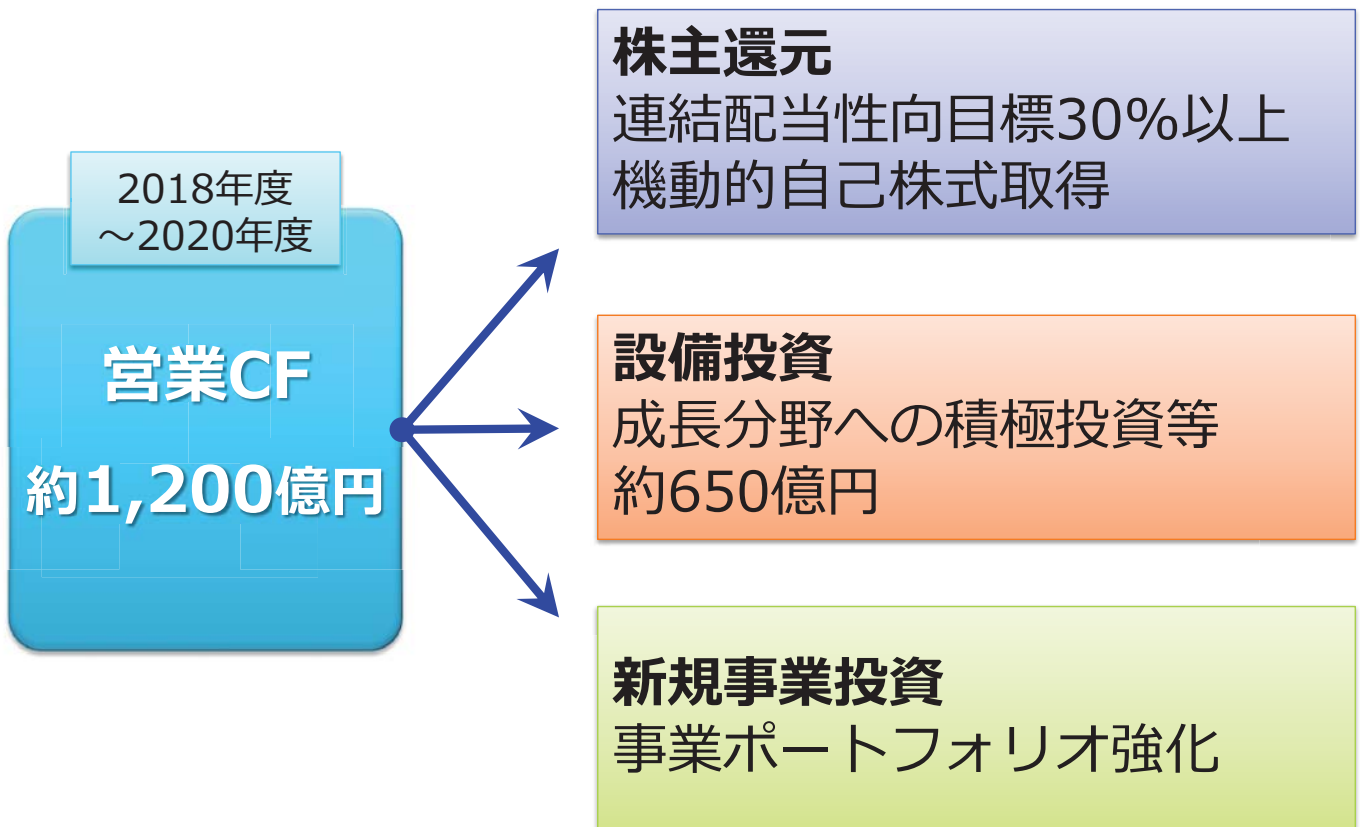 2018年度
～2020年度
営業CF
約1,200億円
株主還元
連結配当性向目標30%以上
機動的自己株式取得
設備投資
成長分野への積極投資等
約650億円
新規事業投資
事業ポートフォリオ強化